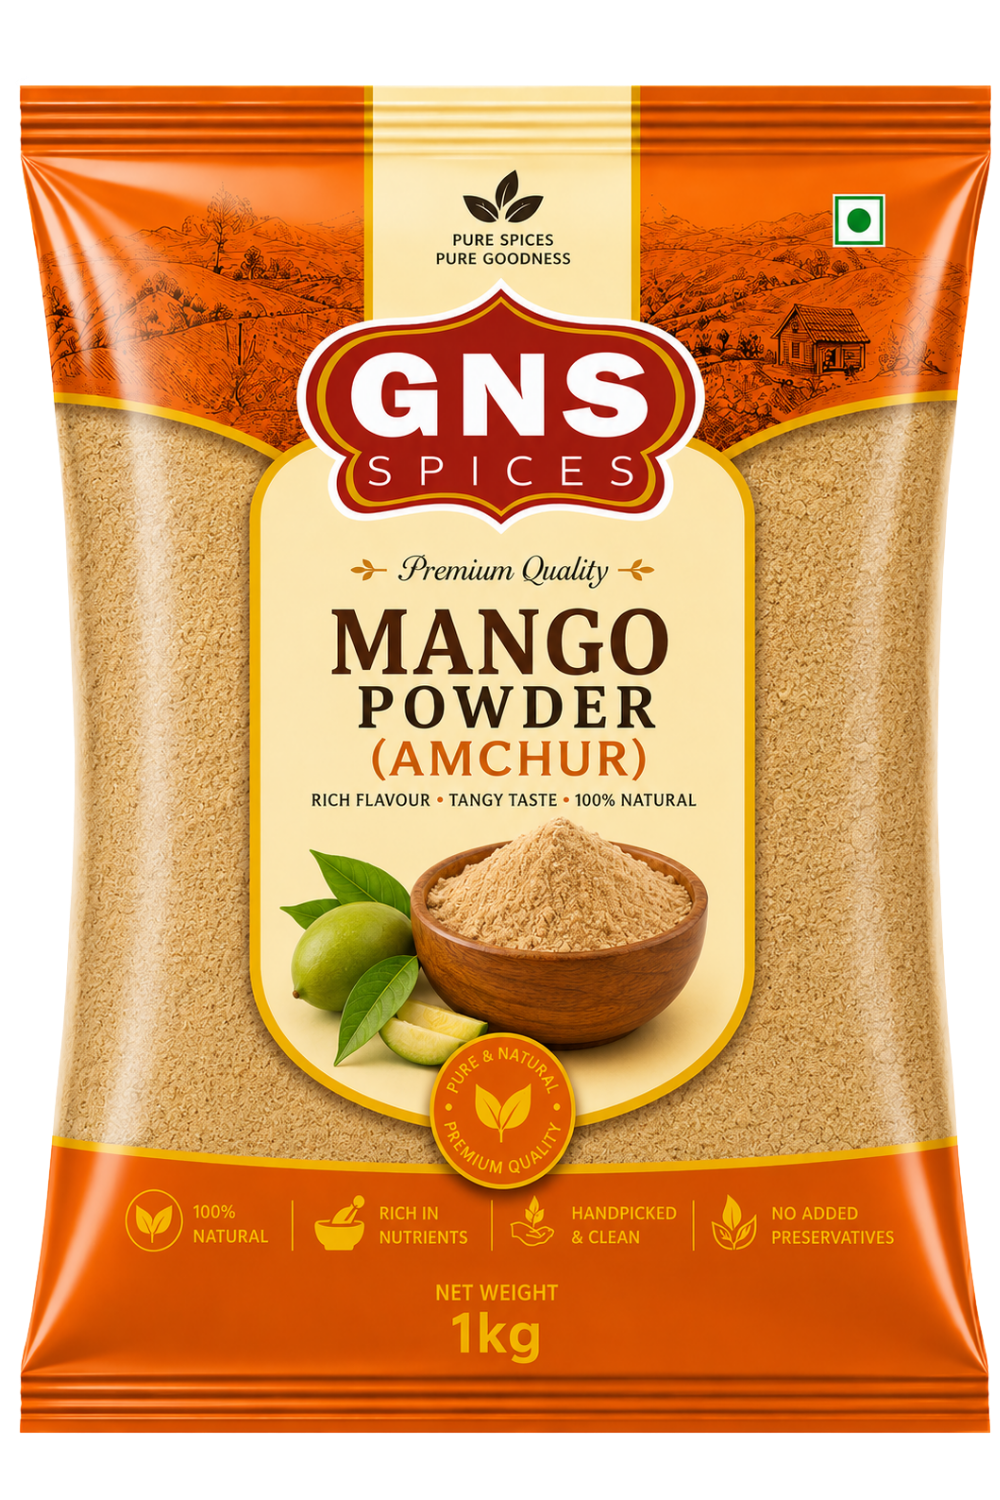 PURE SPICES
PURE GOODNESS
GNS
SPICES
Premium Quality
MANGO
POWDER
(AMCHUR)
RICH FLAVOUR • TANGY TASTE • 100% NATURAL
PURE & NATURAL
• PREMIUM QUALITY •
100%
NATURAL
RICH IN
NUTRIENTS
HANDPICKED
& CLEAN
NO ADDED
PRESERVATIVES
NET WEIGHT
1kg